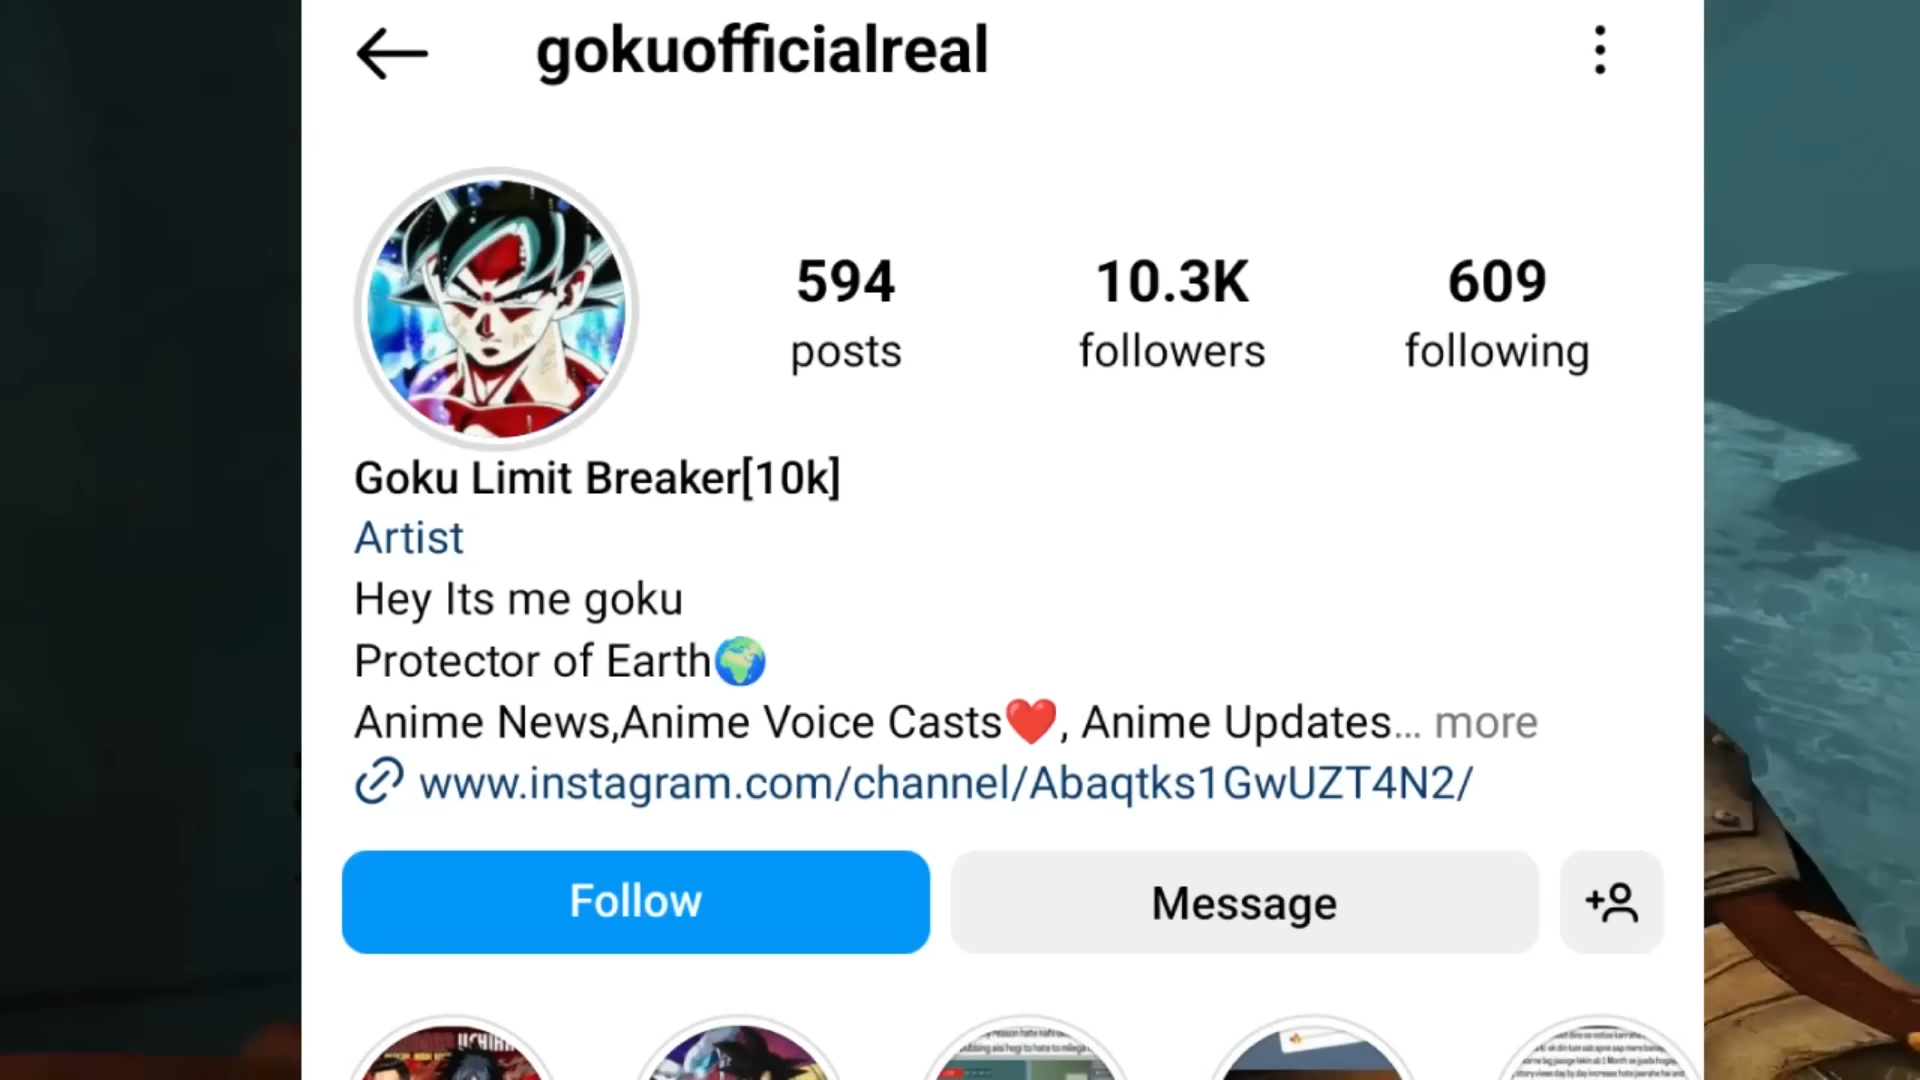 gokuofficialreal
594
posts
10.3K
followers
609
following
Goku Limit Breaker[10k]
Artist
Hey Its me goku
Protector of Earth🌍
Anime News,Anime Voice Casts❤️, Anime Updates... more
www.instagram.com/channel/Abaqtks1GwUZT4N2/
Follow
Message